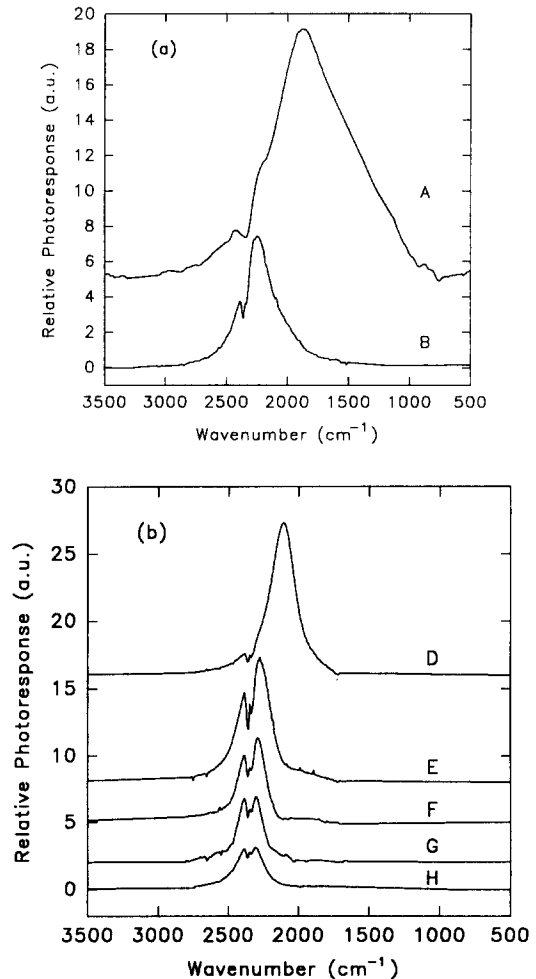 (a)
Relative Photoresponse (a.u.)
20
18
16
14
12
10
8
6
4
2
0
A
B
3500 3000 2500 2000 1500 1000 500
Wavenumber (cm⁻¹)
(b)
Relative Photoresponse (a.u.)
30
25
20
15
10
5
0
D
E
F
G
H
3500 3000 2500 2000 1500 1000 500
Wavenumber (cm⁻¹)